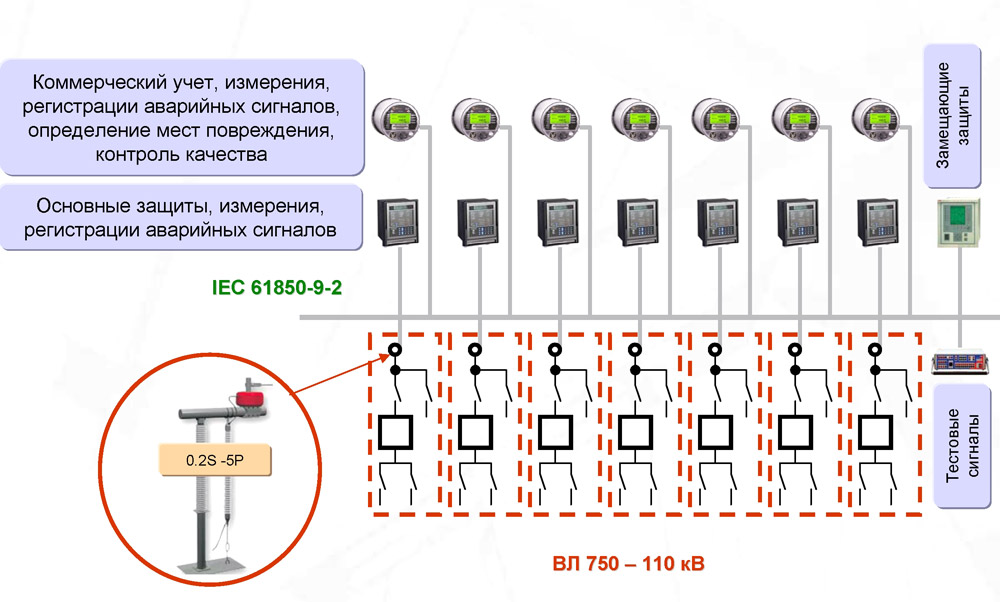 Коммерческий учет, измерения,
регистрации аварийных сигналов,
определение мест повреждения,
контроль качества
Замещающие
защиты
Основные защиты, измерения,
регистрации аварийных сигналов
IEC 61850-9-2
0.2S -5P
Тестовые
сигналы
ВЛ 750 – 110 кВ